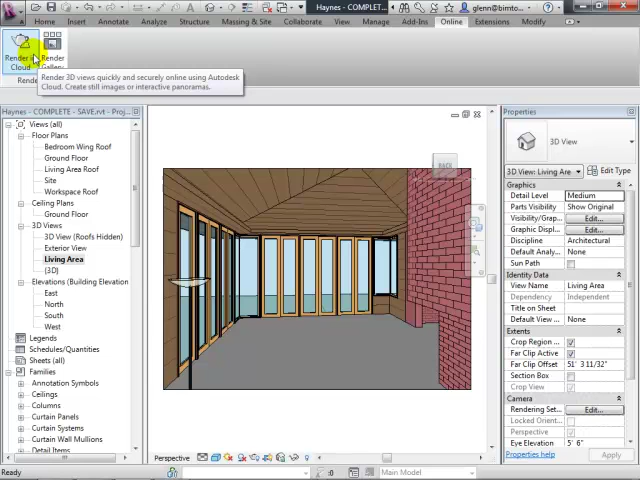 Haynes - COMPLET...
glenn@bimto...
Home Insert Annotate Analyze Structure Massing & Site Collaborate View Manage Add-Ins Online Extensions Modify
Render in Cloud
Render Gallery
Render
Render 3D views quickly and securely online using Autodesk
Cloud. Create still images or interactive panoramas.
Haynes - COMPLETE - SAVE.rvt - Proj...
Views (all)
Floor Plans
Bedroom Wing Roof
Ground Floor
Living Area Roof
Site
Workspace Roof
Ceiling Plans
Ground Floor
3D Views
3D View (Roofs Hidden)
Exterior View
Living Area
{3D}
Elevations (Building Elevation
East
North
South
West
Legends
Schedules/Quantities
Sheets (all)
Families
Annotation Symbols
Ceilings
Columns
Curtain Panels
Curtain Systems
Curtain Wall Mullions
Detail Items
BACK
Perspective
Properties
3D View
3D View: Living Are
Edit Type
Graphics
Detail Level Medium
Parts Visibility Show Original
Visibility/Grap... Edit...
Graphic Displ... Edit...
Discipline Architectural
Default Analy... None
Sun Path
Identity Data
View Name Living Area
Dependency Independent
Title on Sheet
Default View ... None
Extents
Crop Region ...
Far Clip Active
Far Clip Offset 51' 3 11/32"
Section Box
Crop View
Camera
Rendering Set... Edit...
Locked Orient...
Perspective
Eye Elevation 5' 6"
Properties help
Apply
Ready
:0
Main Model